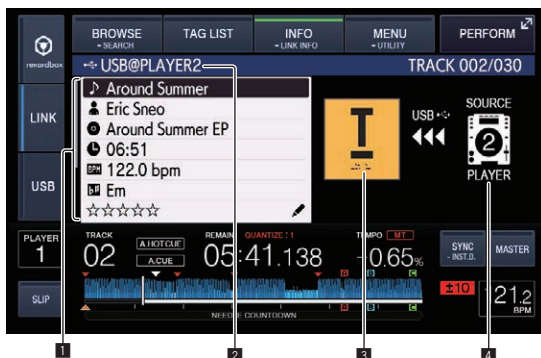 BROWSE
- SEARCH
TAG LIST
INFO
- LINK INFO
MENU
- UTILITY
PERFORM
rekordbox
USB@PLAYER2
TRACK 002/030
LINK
USB
Around Summer
Eric Sneo
Around Summer EP
06:51
BPM 122.0 bpm
Em
USB
SOURCE
2
PLAYER
PLAYER
1
TRACK
02
A.HOT CUE
A.CUE
REMAIN
QUANTIZE : 1
05:41.138
TEMPO
MT
-0.65%
SYNC
- INST.D.
MASTER
SLIP
±10
121.2
BPM
NEEDLE COUNTDOWN
1
2
3
4